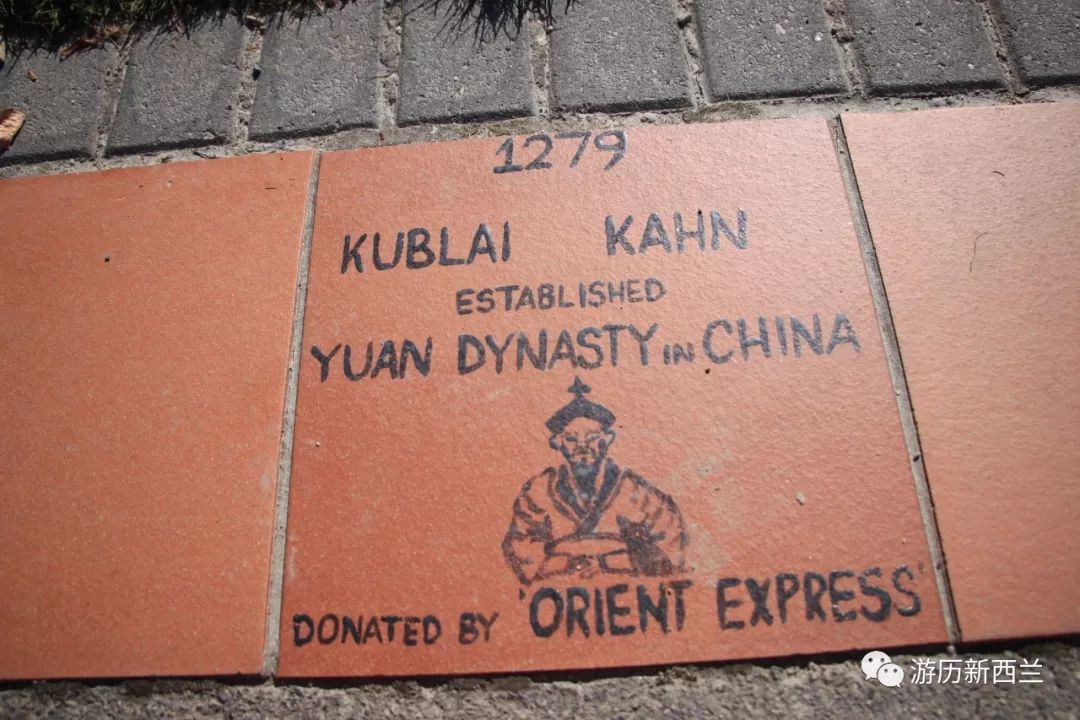 1279
KUBLAI KAHN
ESTABLISHED
YUAN DYNASTY IN CHINA
DONATED BY 'ORIENT EXPRESS'
游历新西兰